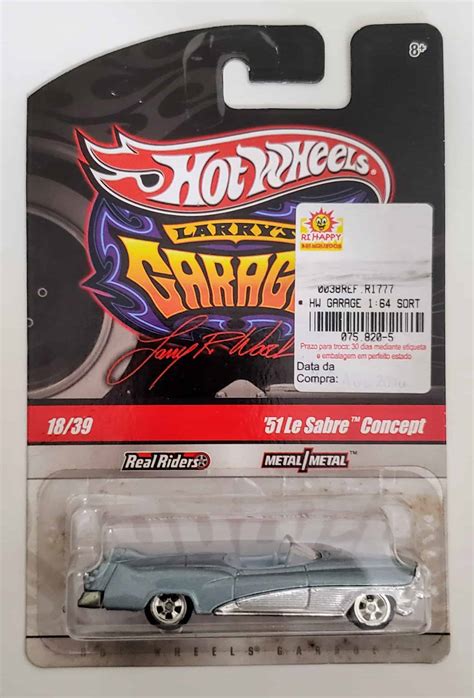 8+
HOT WHEELS
LARRY'S
GARAGE
RI HAPPY
BRINQUEDOS
0038REF.R1777
• HW GARAGE 1:64 SORT
075.820-5
Prazo para troca: 30 dias mediante etiqueta
e embalagem em perfeito estado
Data da
Compra:
18/39
'51 Le Sabre™ Concept
Real Riders
METAL/METAL™